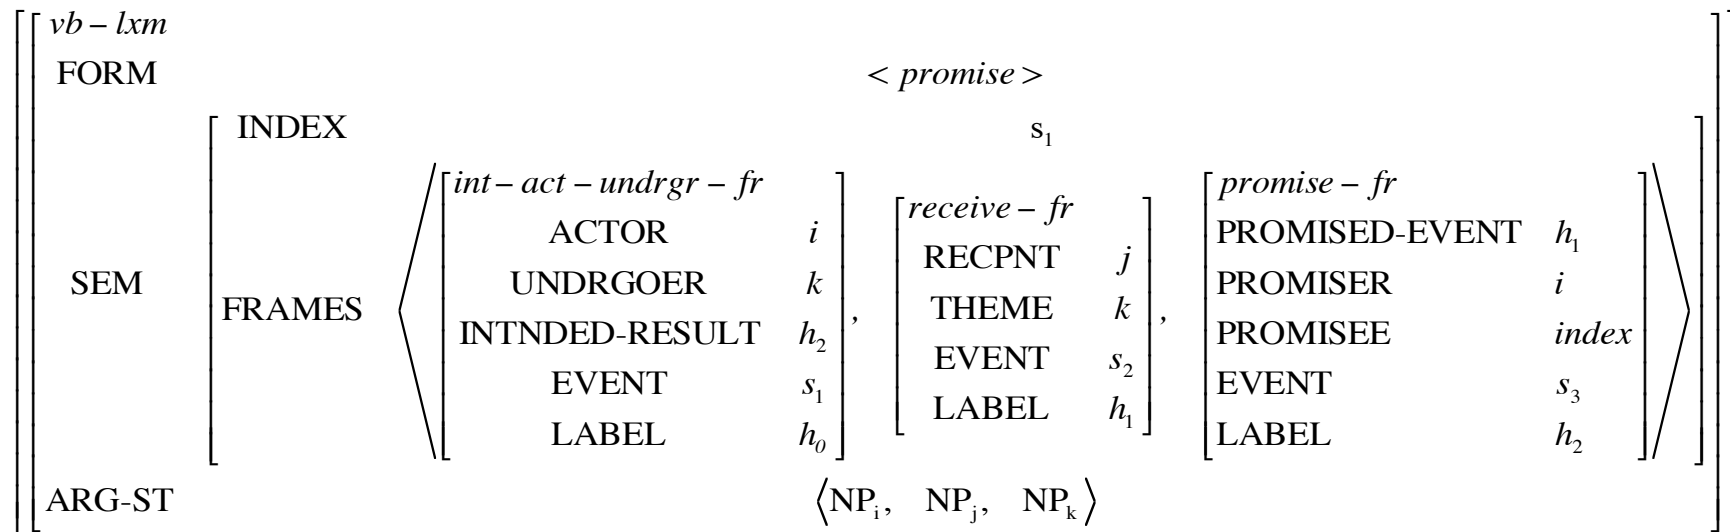 vb – lxm
FORM < promise >
INDEX s1
int – act – undrgr – fr
ACTOR i
UNDRGOER k
INTNDED-RESULT h2
EVENT s1
LABEL h0
,
receive – fr
RECPNT j
THEME k
EVENT s2
LABEL h1
,
promise – fr
PROMISED-EVENT h1
PROMISER i
PROMISEE index
EVENT s3
LABEL h2
SEM
FRAMES
ARG-ST ⟨NPi, NPj, NPk⟩